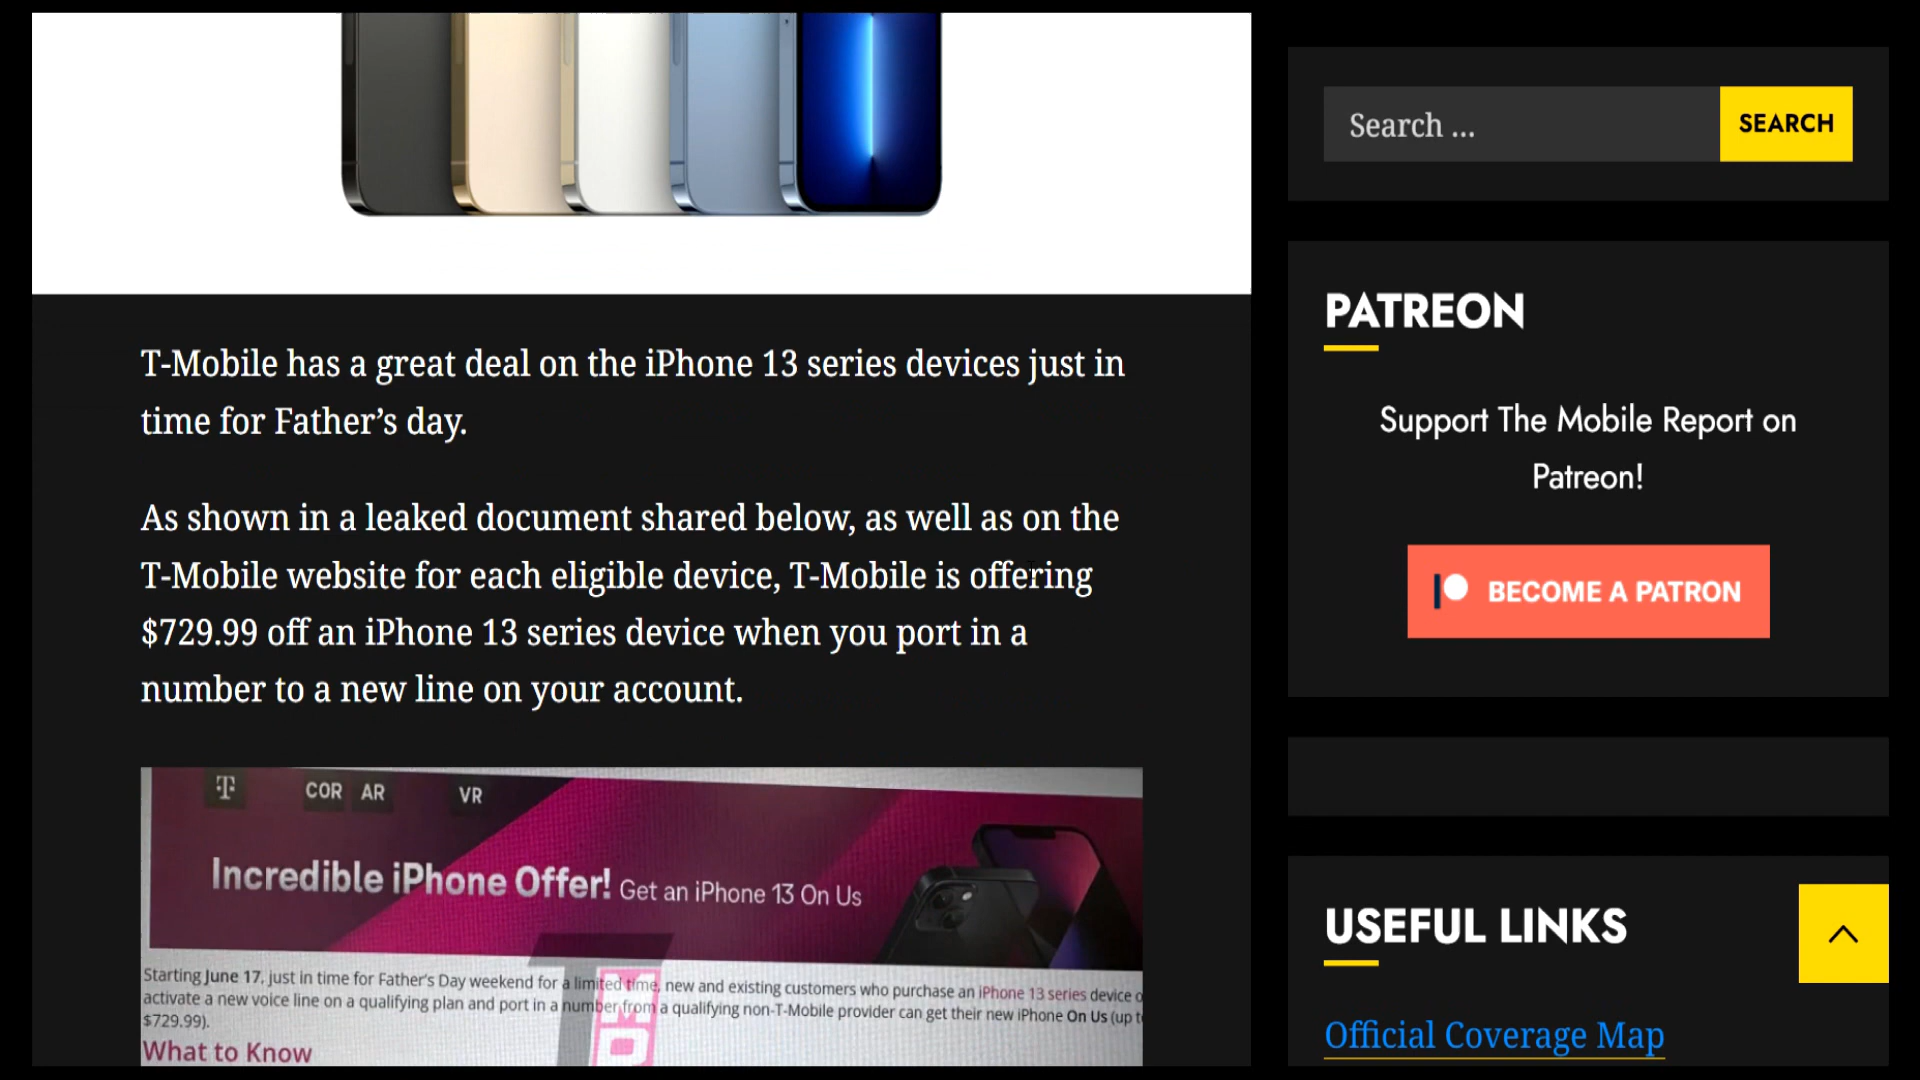 T-Mobile has a great deal on the iPhone 13 series devices just in
time for Father's day.
As shown in a leaked document shared below, as well as on the
T-Mobile website for each eligible device, T-Mobile is offering
$729.99 off an iPhone 13 series device when you port in a
number to a new line on your account.
COR AR VR
Incredible iPhone Offer! Get an iPhone 13 On Us
Starting June 17, just in time for Father's Day weekend for a limited time, new and existing customers who purchase an iPhone 13 series device
activate a new voice line on a qualifying plan and port in a number from a qualifying non-T-Mobile provider can get their new iPhone On Us (up
$729.99).
What to Know
Search ...
SEARCH
PATREON
Support The Mobile Report on
Patreon!
BECOME A PATRON
USEFUL LINKS
Official Coverage Map